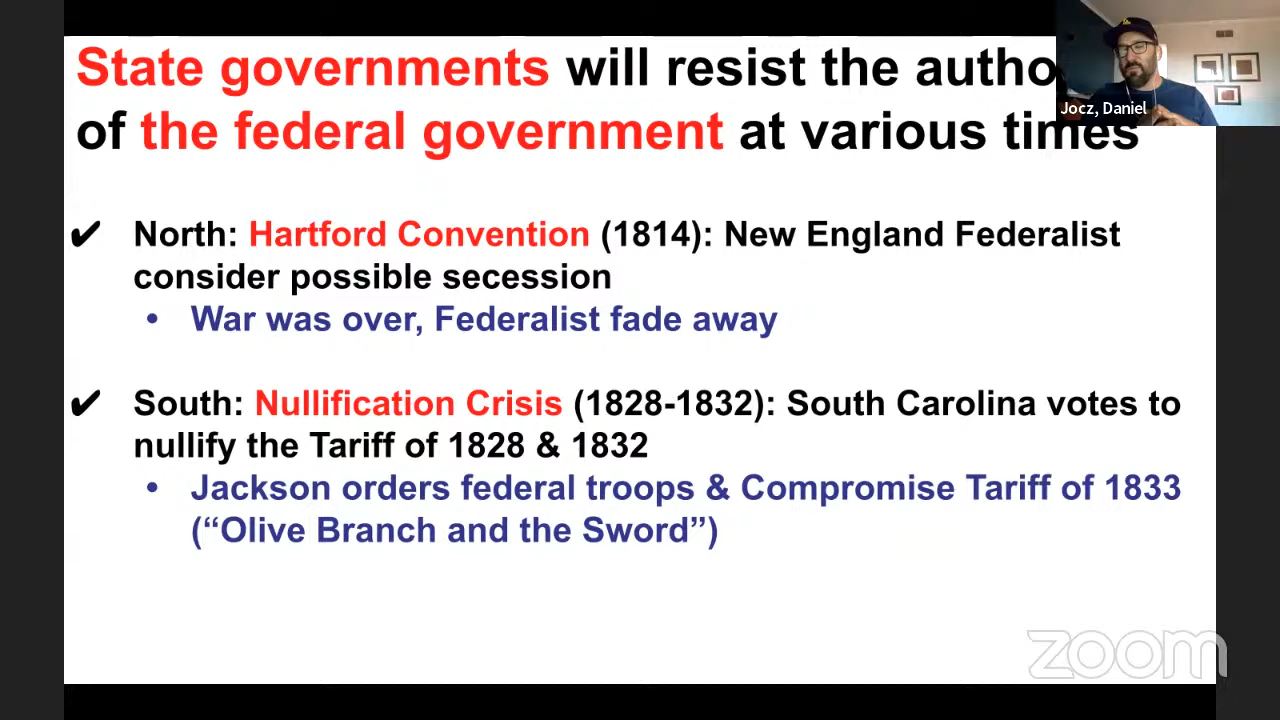 State governments will resist the autho
of the federal government at various times
Jocz, Daniel
✔ North: Hartford Convention (1814): New England Federalist
consider possible secession
• War was over, Federalist fade away
✔ South: Nullification Crisis (1828-1832): South Carolina votes to
nullify the Tariff of 1828 & 1832
• Jackson orders federal troops & Compromise Tariff of 1833
(“Olive Branch and the Sword”)
zoom